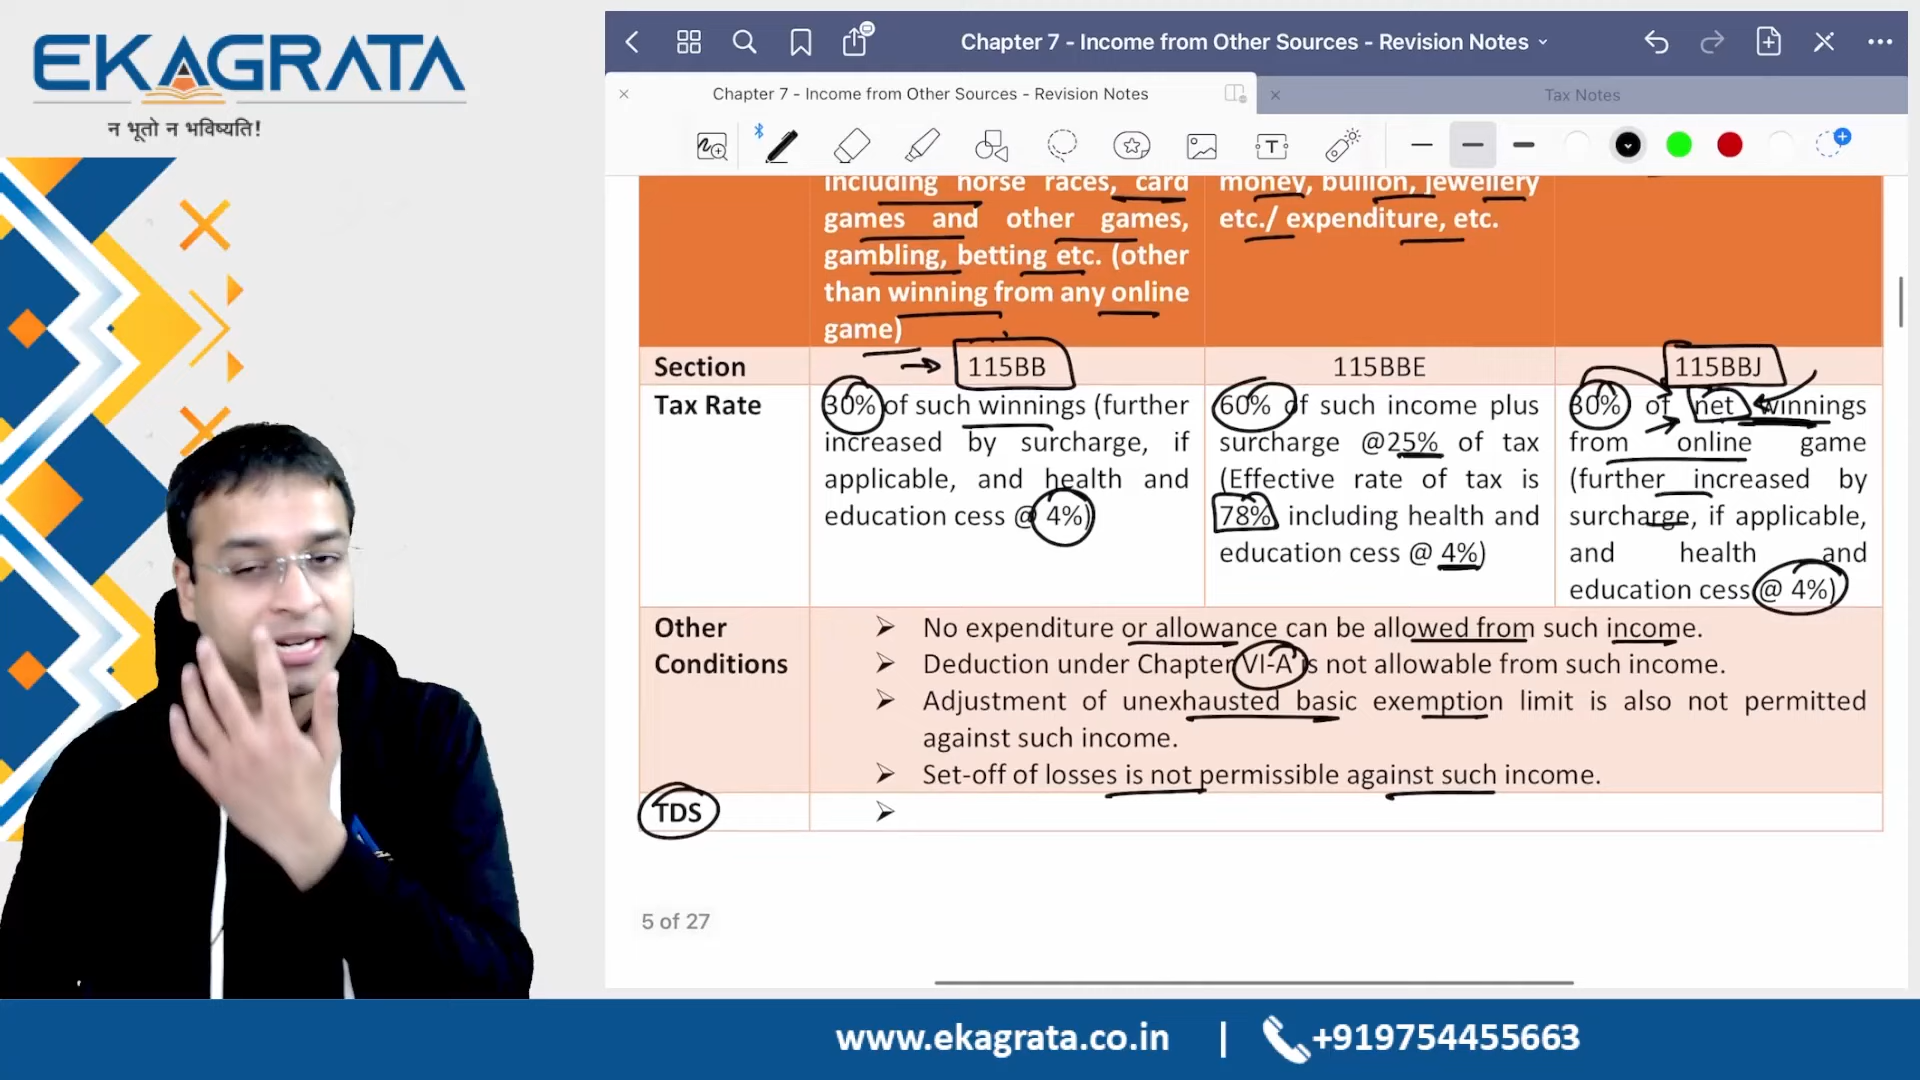 EKAGRATA
न भूतो न भविष्यति!
Chapter 7 - Income from Other Sources - Revision Notes
Chapter 7 - Income from Other Sources - Revision Notes
Tax Notes
including horse races, card
games and other games,
gambling, betting etc. (other
than winning from any online
game)
money, bullion, jewellery
etc./ expenditure, etc.
Section
115BB
115BBE
115BBJ
Tax Rate
30% of such winnings (further
increased by surcharge, if
applicable, and health and
education cess @ 4%)
60% of such income plus
surcharge @25% of tax
(Effective rate of tax is
78% including health and
education cess @ 4%)
30% of net winnings
from online game
(further increased by
surcharge, if applicable,
and health and
education cess @ 4%)
Other
Conditions
➢ No expenditure or allowance can be allowed from such income.
➢ Deduction under Chapter VI-A is not allowable from such income.
➢ Adjustment of unexhausted basic exemption limit is also not permitted
against such income.
➢ Set-off of losses is not permissible against such income.
TDS
➢
5 of 27
www.ekagrata.co.in | +919754455663